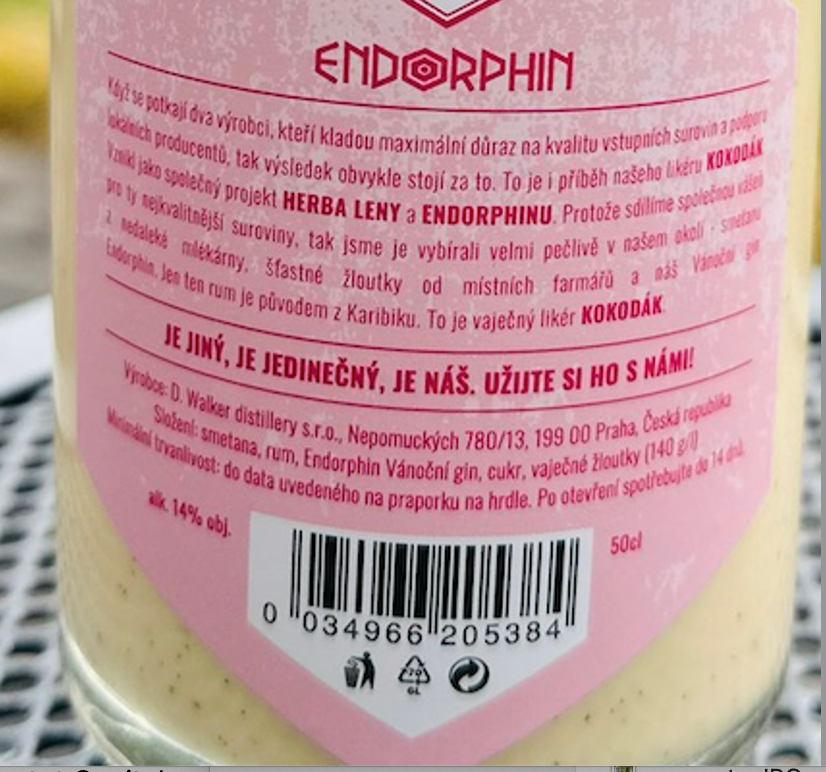 ENDORPHIN
Když se potkají dva výrobci, kteří kladou maximální důraz na kvalitu vstupních surovin a podporu
lokálních producentů, tak výsledek obvykle stojí za to. To je i příběh našeho likéru KOKODÁK.
Vznikl jako společný projekt HERBA LENY a ENDORPHINU. Protože sdílíme společnou vášeň
pro ty nejkvalitnější suroviny, tak jsme je vybírali velmi pečlivě v našem okolí - smetanu
z nedaleké mlékárny, šťastné žloutky od místních farmářů a náš Vánoční gin
Endorphin. Jen ten rum je původem z Karibiku. To je vaječný likér KOKODÁK.
JE JINÝ, JE JEDINEČNÝ, JE NÁŠ. UŽIJTE SI HO S NÁMI!
Výrobce: D. Walker distillery s.r.o., Nepomuckých 780/13, 199 00 Praha, Česká republika
Složení: smetana, rum, Endorphin Vánoční gin, cukr, vaječné žloutky (140 g/l)
Minimální trvanlivost: do data uvedeného na praporku na hrdle. Po otevření spotřebujte do 14 dnů.
alk. 14% obj.
50cl
0 034966 205384
70
GL